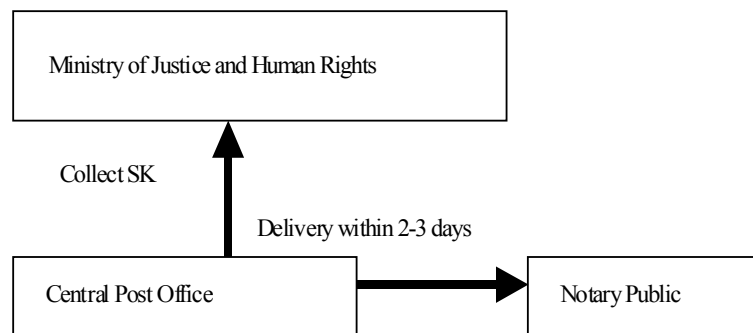 Ministry of Justice and Human Rights
Collect SK
Delivery within 2-3 days
Central Post Office
Notary Public